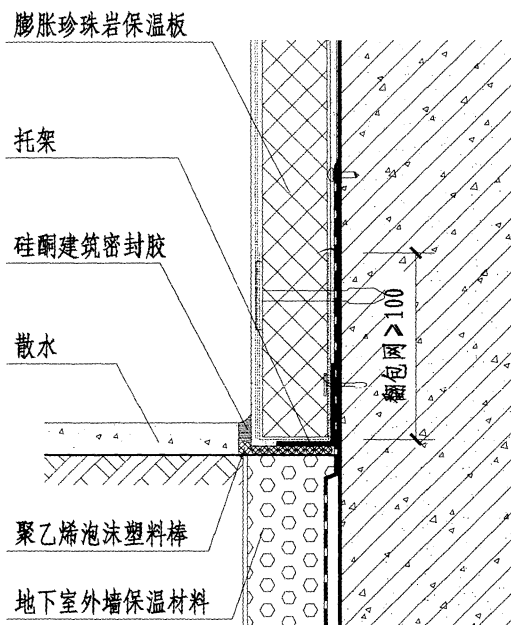 膨胀珍珠岩保温板
托架
硅酮建筑密封胶
散水
翻包网>100
聚乙烯泡沫塑料棒
地下室外墙保温材料